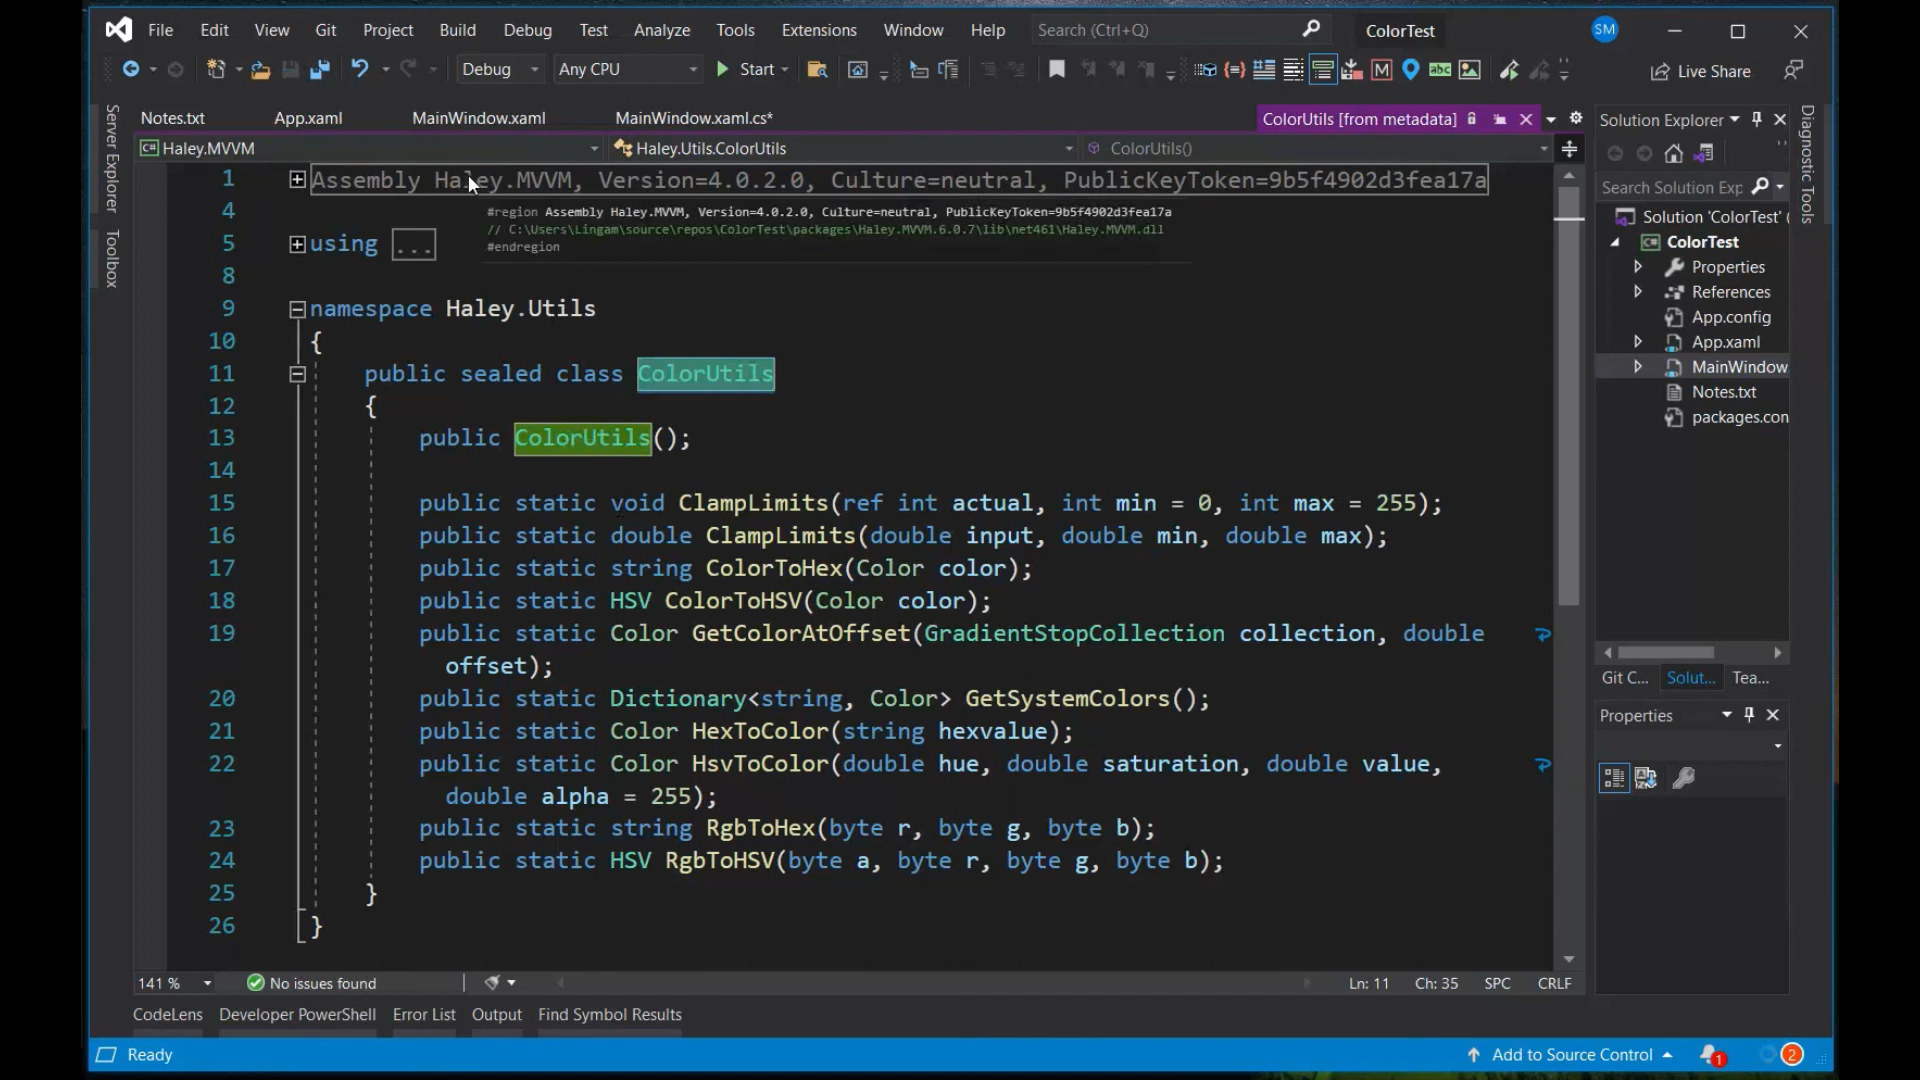 File Edit View Git Project Build Debug Test Analyze Tools Extensions Window Help Search (Ctrl+Q) ColorTest SM
Debug Any CPU Start Live Share
Server Explorer
Toolbox
Notes.txt App.xaml MainWindow.xaml MainWindow.xaml.cs* ColorUtils [from metadata]
Haley.MVVM Haley.Utils.ColorUtils ColorUtils()
1 Assembly Haley.MVVM, Version=4.0.2.0, Culture=neutral, PublicKeyToken=9b5f4902d3fea17a
#region Assembly Haley.MVVM, Version=4.0.2.0, Culture=neutral, PublicKeyToken=9b5f4902d3fea17a
// C:\Users\Lingam\source\repos\ColorTest\packages\Haley.MVVM.6.0.7\lib\net461\Haley.MVVM.dll
#endregion
4
5 using ...
8
9 namespace Haley.Utils
10 {
11 public sealed class ColorUtils
12 {
13 public ColorUtils();
14
15 public static void ClampLimits(ref int actual, int min = 0, int max = 255);
16 public static double ClampLimits(double input, double min, double max);
17 public static string ColorToHex(Color color);
18 public static HSV ColorToHSV(Color color);
19 public static Color GetColorAtOffset(GradientStopCollection collection, double
offset);
20 public static Dictionary<string, Color> GetSystemColors();
21 public static Color HexToColor(string hexvalue);
22 public static Color HsvToColor(double hue, double saturation, double value,
double alpha = 255);
23 public static string RgbToHex(byte r, byte g, byte b);
24 public static HSV RgbToHSV(byte a, byte r, byte g, byte b);
25 }
26 }
141 % No issues found Ln: 11 Ch: 35 SPC CRLF
CodeLens Developer PowerShell Error List Output Find Symbol Results
Solution Explorer
Search Solution Exp
Solution 'ColorTest' (
ColorTest
Properties
References
App.config
App.xaml
MainWindow
Notes.txt
packages.con
Git C... Solut... Tea...
Properties
Diagnostic Tools
Ready Add to Source Control 1 2